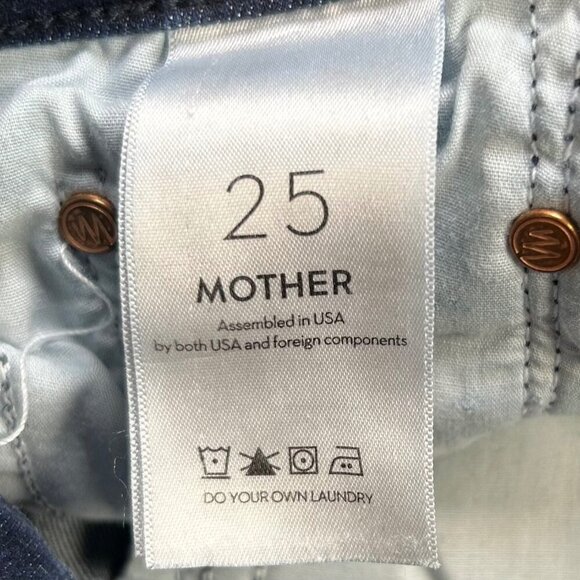 25
MOTHER
Assembled in USA
by both USA and foreign components
DO YOUR OWN LAUNDRY